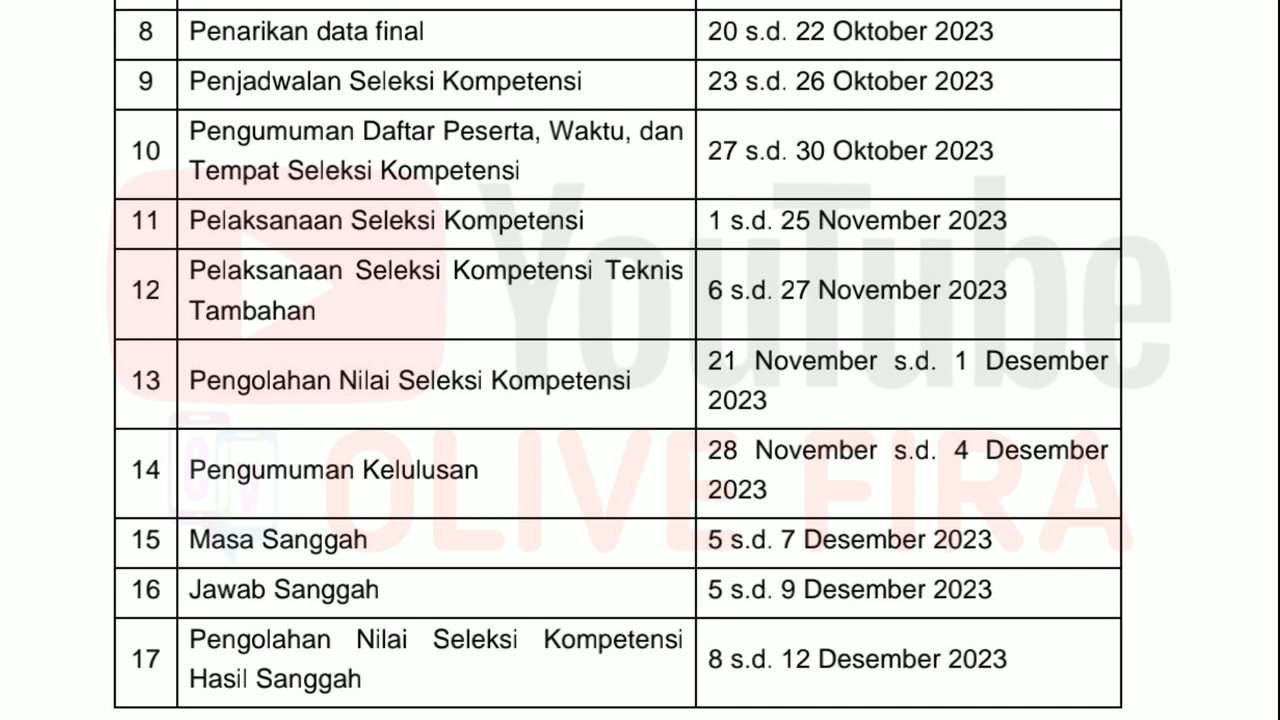 8 Penarikan data final 20 s.d. 22 Oktober 2023
9 Penjadwalan Seleksi Kompetensi 23 s.d. 26 Oktober 2023
10 Pengumuman Daftar Peserta, Waktu, dan
Tempat Seleksi Kompetensi 27 s.d. 30 Oktober 2023
11 Pelaksanaan Seleksi Kompetensi 1 s.d. 25 November 2023
12 Pelaksanaan Seleksi Kompetensi Teknis
Tambahan 6 s.d. 27 November 2023
13 Pengolahan Nilai Seleksi Kompetensi 21 November s.d. 1 Desember
2023
14 Pengumuman Kelulusan 28 November s.d. 4 Desember
2023
15 Masa Sanggah 5 s.d. 7 Desember 2023
16 Jawab Sanggah 5 s.d. 9 Desember 2023
17 Pengolahan Nilai Seleksi Kompetensi
Hasil Sanggah 8 s.d. 12 Desember 2023
YouTube
OLIVE FIRA